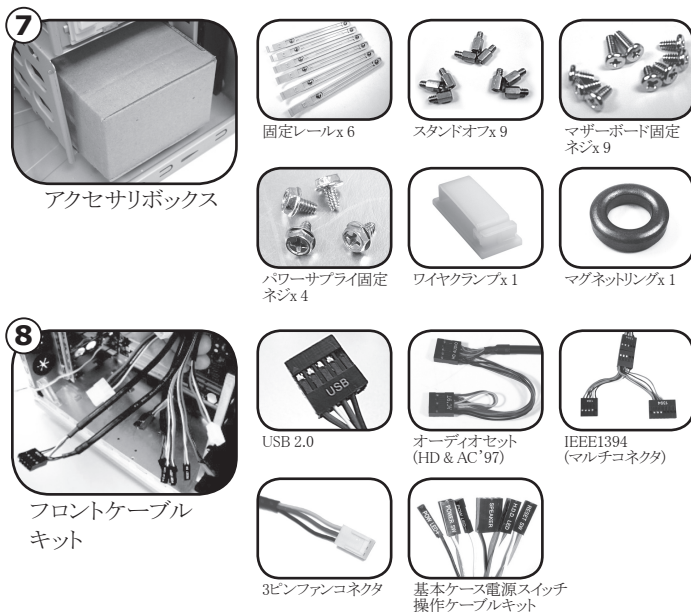 7
アクセサリボックス
固定レールx 6
スタンドオフx 9
マザーボード固定
ネジx 9
パワーサプライ固定
ネジx 4
ワイヤクランプx 1
マグネットリングx 1
8
フロントケーブル
キット
USB
USB 2.0
オーディオセット
(HD & AC’97)
IEEE1394
(マルチコネクタ)
3ピンファンコネクタ
POWER SW
SPEAKER
H.D.D LED
RESET SW
基本ケース電源スイッチ
操作ケーブルキット